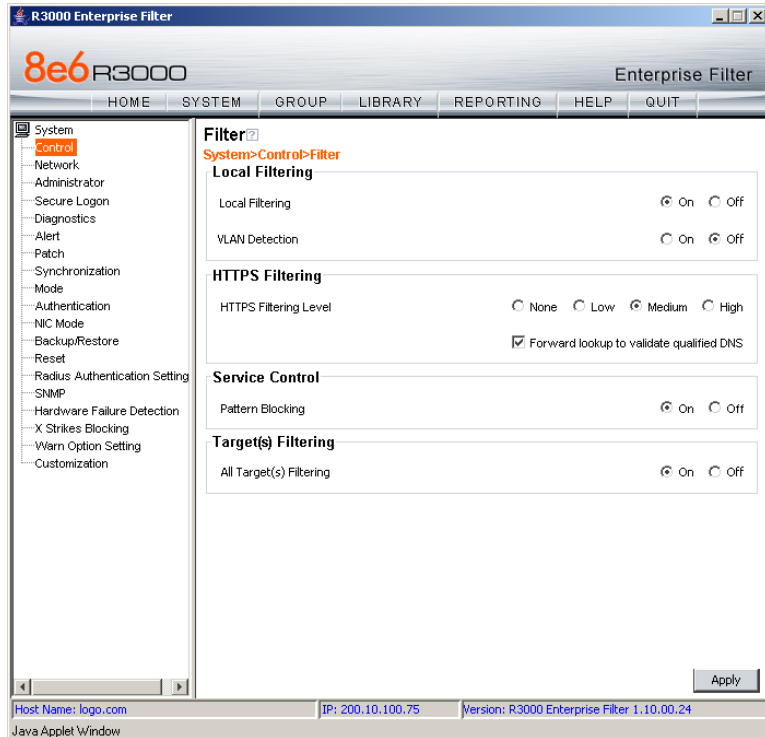 R3000 Enterprise Filter
8e6 R3000
Enterprise Filter
HOME SYSTEM GROUP LIBRARY REPORTING HELP QUIT
System
Control
Network
Administrator
Secure Logon
Diagnostics
Alert
Patch
Synchronization
Mode
Authentication
NIC Mode
Backup/Restore
Reset
Radius Authentication Setting
SNMP
Hardware Failure Detection
X Strikes Blocking
Warn Option Setting
Customization
Filter ?
System>Control>Filter
Local Filtering
Local Filtering On Off
VLAN Detection On Off
HTTPS Filtering
HTTPS Filtering Level None Low Medium High
Forward lookup to validate qualified DNS
Service Control
Pattern Blocking On Off
Target(s) Filtering
All Target(s) Filtering On Off
Apply
Host Name: logo.com IP: 200.10.100.75 Version: R3000 Enterprise Filter 1.10.00.24
Java Applet Window